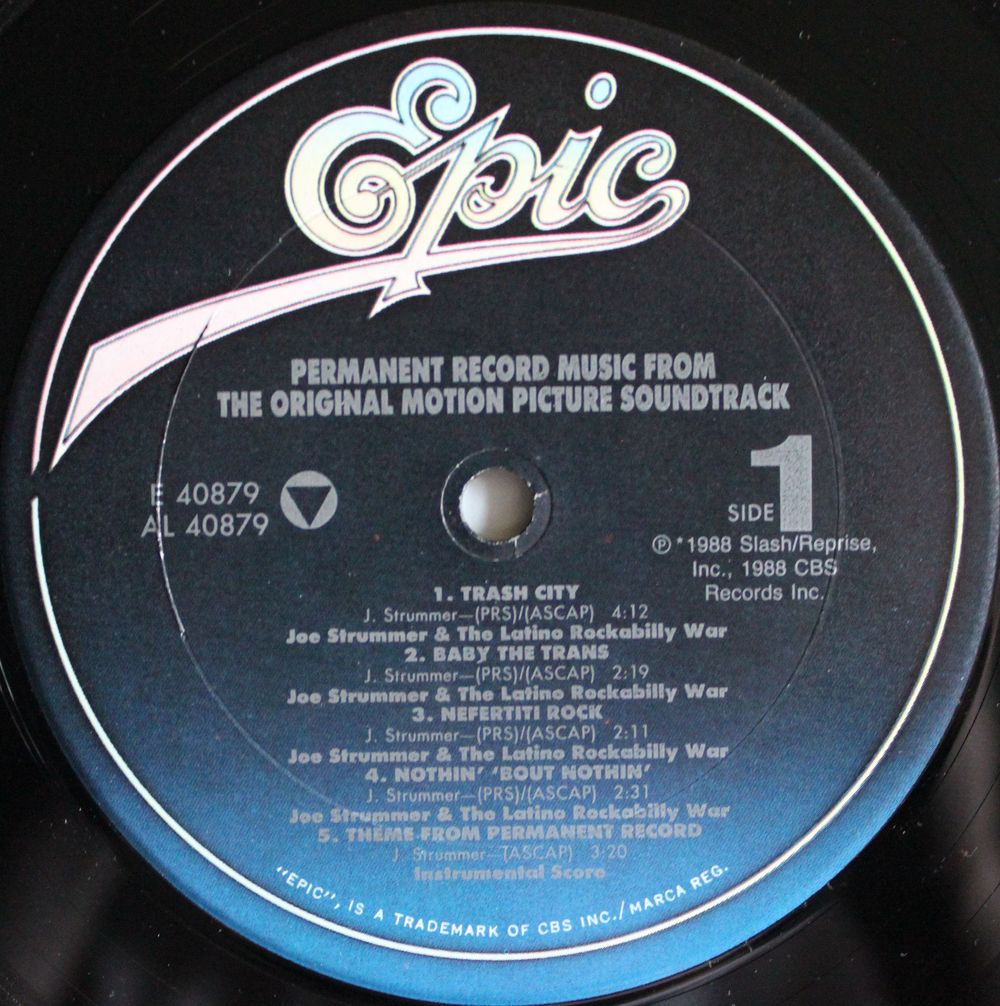 Epic
PERMANENT RECORD MUSIC FROM
THE ORIGINAL MOTION PICTURE SOUNDTRACK
E 40879
AL 40879
SIDE 1
℗ *1988 Slash/Reprise,
Inc., 1988 CBS
Records Inc.
1. TRASH CITY
J. Strummer—(PRS)/(ASCAP) 4:12
Joe Strummer & The Latino Rockabilly War
2. BABY THE TRANS
J. Strummer—(PRS)/(ASCAP) 2:19
Joe Strummer & The Latino Rockabilly War
3. NEFERTITI ROCK
J. Strummer—(PRS)/(ASCAP) 2:11
Joe Strummer & The Latino Rockabilly War
4. NOTHIN' 'BOUT NOTHIN'
J. Strummer—(PRS)/(ASCAP) 2:31
Joe Strummer & The Latino Rockabilly War
5. THEME FROM PERMANENT RECORD
J. Strummer—(ASCAP) 3:20
Instrumental Score
"EPIC", IS A TRADEMARK OF CBS INC./MARCA REG.